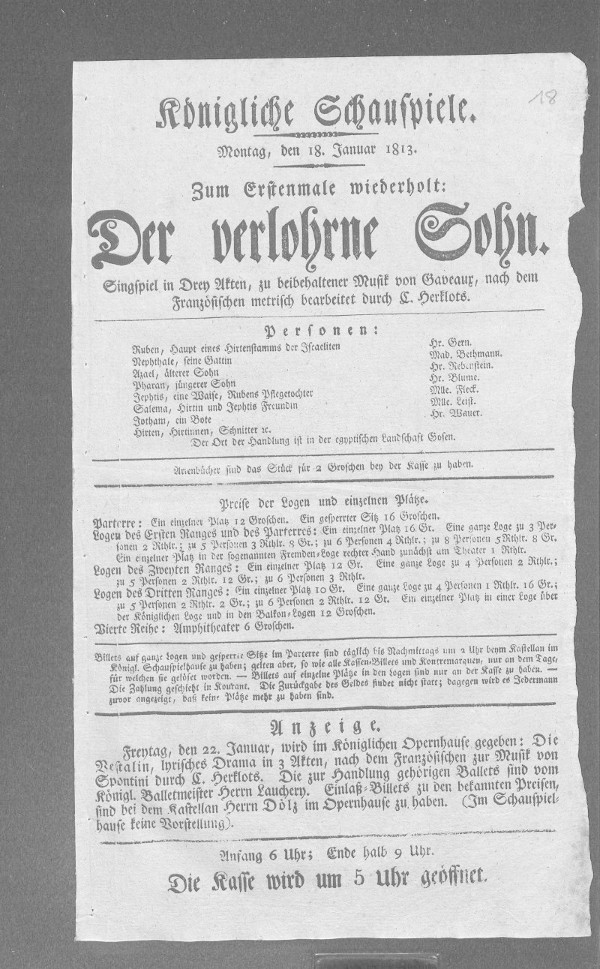 18
Königliche Schauspiele.
Montag, den 18. Januar 1813.
Zum Erstenmale wiederholt:
Der verlohrne Sohn.
Singspiel in Drey Akten, zu beibehaltener Musik von Gaveaux, nach dem
Französischen metrisch bearbeitet durch C. Herklots.
Personen:
Ruben, Haupt eines Hirtenstamms der Israeliten Hr. Gern.
Nephthale, seine Gattin Mad. Bethmann.
Azael, älterer Sohn Hr. Rebenstein.
Pharan, jüngerer Sohn Hr. Blume.
Jephtis, eine Waise, Rubens Pflegetochter Mlle. Fleck.
Salema, Hirtin und Jephtis Freundin Mlle. Leist.
Jotham, ein Bote Hr. Wauer.
Hirten, Hirtinnen, Schnitter ꝛc.
Der Ort der Handlung ist in der egyptischen Landschaft Gosen.
Arienbücher sind das Stück für 2 Groschen bey der Kasse zu haben.
Preise der Logen und einzelnen Plätze.
Parterre: Ein einzelner Platz 12 Groschen. Ein gesperrter Sitz 16 Groschen.
Logen des Ersten Ranges und des Parterres: Ein einzelner Platz 16 Gr. Eine ganze Loge zu 3 Per-
sonen 2 Rthlr.; zu 5 Personen 3 Rthlr. 8 Gr.; zu 6 Personen 4 Rthlr.; zu 8 Personen 5 Rthlr. 8 Gr.
Ein einzelner Platz in der sogenannten Fremden-Loge rechter Hand zunächst am Theater 1 Rthlr.
Logen des Zweyten Ranges: Ein einzelner Platz 12 Gr. Eine ganze Loge zu 4 Personen 2 Rthlr.;
zu 5 Personen 2 Rthlr. 12 Gr.; zu 6 Personen 3 Rthlr.
Logen des Dritten Ranges: Ein einzelner Platz 10 Gr. Eine ganze Loge zu 4 Personen 1 Rthlr. 16 Gr.;
zu 5 Personen 2 Rthlr. 2 Gr.; zu 6 Personen 2 Rthlr. 12 Gr. Ein einzelner Platz in einer Loge über
der Königlichen Loge und in den Balkon-Logen 12 Groschen.
Vierte Reihe: Amphitheater 6 Groschen.
Billets auf ganze Logen und gesperrte Sitze im Parterre sind täglich bis Nachmittags um 2 Uhr beym Kastellan im
Königl. Schauspielhause zu haben; gelten aber, so wie alle Kassen-Billets und Kontremarquen, nur an dem Tage,
für welchen sie gelöset worden. — Billets auf einzelne Plätze in den Logen sind nur an der Kasse zu haben. —
Die Zahlung geschieht in Kourant. Die Zurückgabe des Geldes findet nicht statt; dagegen wird es Jedermann
zuvor angezeigt, daß keine Plätze mehr zu haben sind.
Anzeige.
Freytag, den 22. Januar, wird im Königlichen Opernhause gegeben: Die
Vestalin, lyrisches Drama in 3 Akten, nach dem Französischen zur Musik von
Spontini durch C. Herklots. Die zur Handlung gehörigen Ballets sind vom
Königl. Balletmeister Herrn Lauchery. Einlaß-Billets zu den bekannten Preisen,
sind bei dem Kastellan Herrn Dölz im Opernhause zu haben. (Im Schauspiel-
hause keine Vorstellung).
Anfang 6 Uhr; Ende halb 9 Uhr.
Die Kasse wird um 5 Uhr geöffnet.